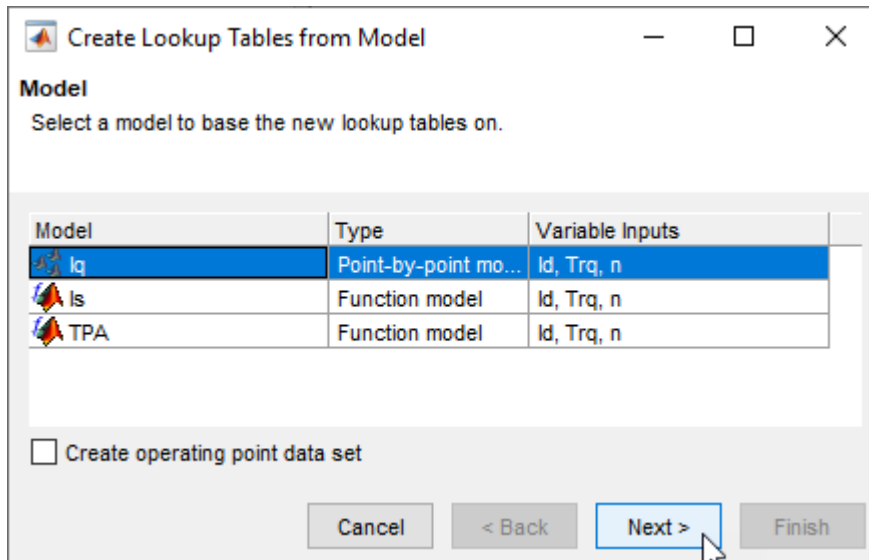 Create Lookup Tables from Model
Model
Select a model to base the new lookup tables on.
Model Type Variable Inputs
Iq Point-by-point mo... Id, Trq, n
Is Function model Id, Trq, n
TPA Function model Id, Trq, n
Create operating point data set
Cancel < Back Next > Finish